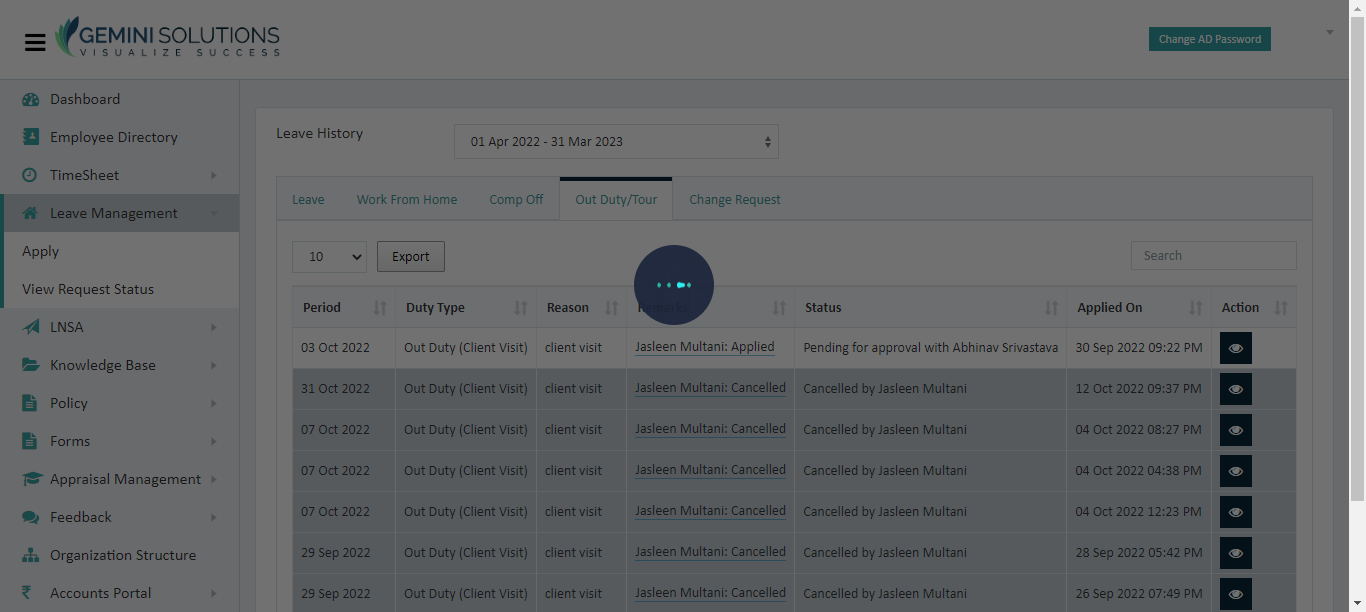 GEMINI SOLUTIONS
VISUALIZE SUCCESS
Change AD Password
Dashboard
Employee Directory
TimeSheet
Leave Management
Apply
View Request Status
LNSA
Knowledge Base
Policy
Forms
Appraisal Management
Feedback
Organization Structure
Accounts Portal
Leave History
01 Apr 2022 - 31 Mar 2023
Leave Work From Home Comp Off Out Duty/Tour Change Request
10 Export Search
Period Duty Type Reason Remarks Status Applied On Action
03 Oct 2022 Out Duty (Client Visit) client visit Jasleen Multani: Applied Pending for approval with Abhinav Srivastava 30 Sep 2022 09:22 PM
31 Oct 2022 Out Duty (Client Visit) client visit Jasleen Multani: Cancelled Cancelled by Jasleen Multani 12 Oct 2022 09:37 PM
07 Oct 2022 Out Duty (Client Visit) client visit Jasleen Multani: Cancelled Cancelled by Jasleen Multani 04 Oct 2022 08:27 PM
07 Oct 2022 Out Duty (Client Visit) client visit Jasleen Multani: Cancelled Cancelled by Jasleen Multani 04 Oct 2022 04:38 PM
07 Oct 2022 Out Duty (Client Visit) client visit Jasleen Multani: Cancelled Cancelled by Jasleen Multani 04 Oct 2022 12:23 PM
29 Sep 2022 Out Duty (Client Visit) client visit Jasleen Multani: Cancelled Cancelled by Jasleen Multani 28 Sep 2022 05:42 PM
29 Sep 2022 Out Duty (Client Visit) client visit Jasleen Multani: Cancelled Cancelled by Jasleen Multani 26 Sep 2022 07:49 PM